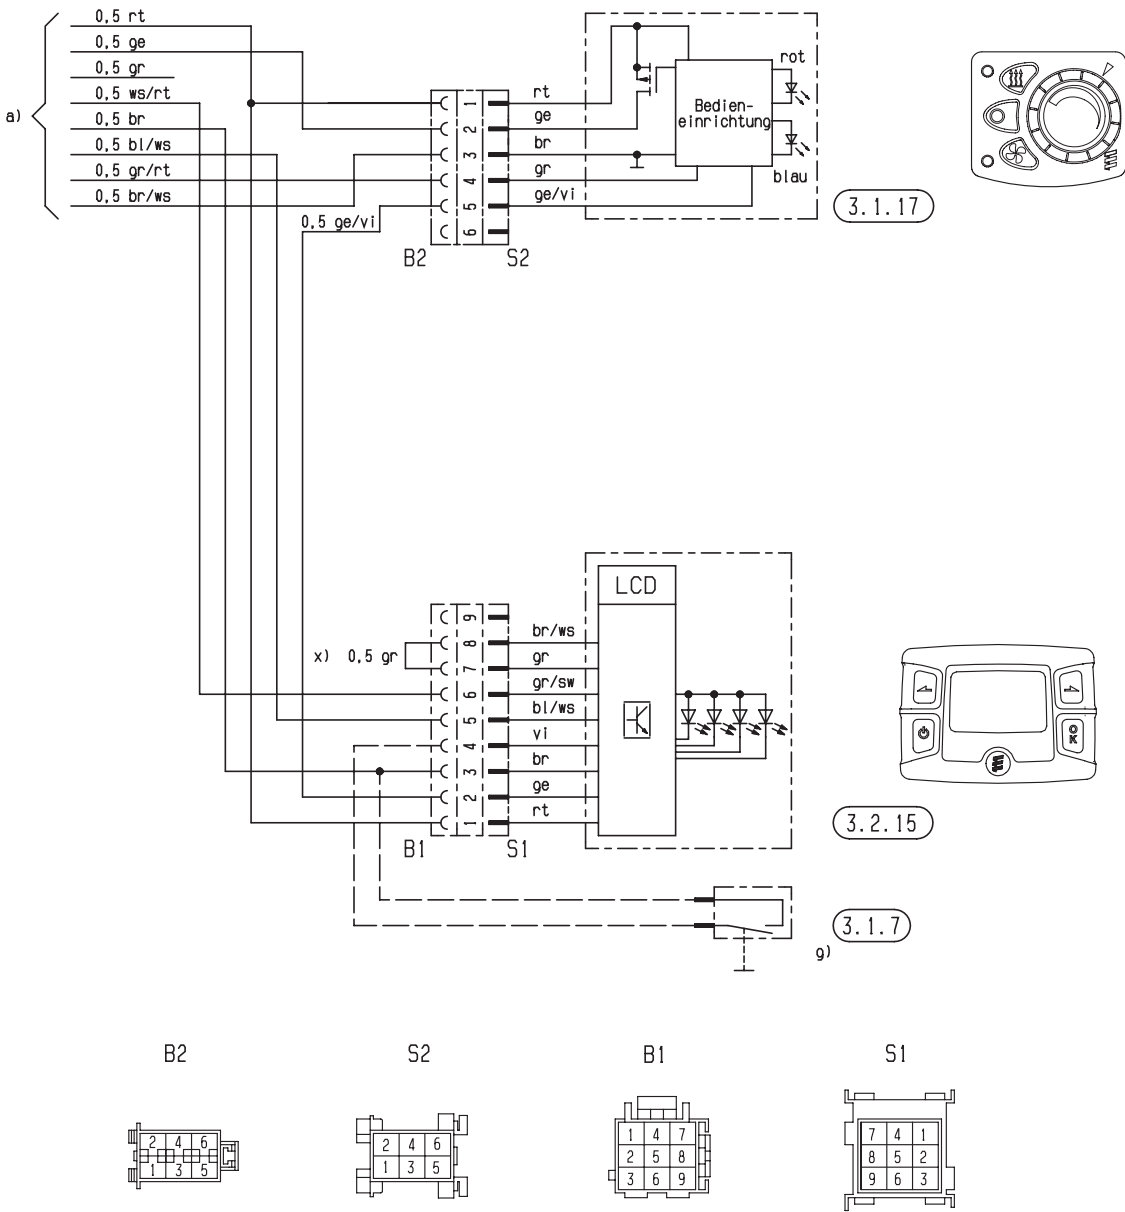 a)
0,5 rt
0,5 ge
0,5 gr
0,5 ws/rt
0,5 br
0,5 bl/ws
0,5 gr/rt
0,5 br/ws
0,5 ge/vi
1
2
3
4
5
6
B2
S2
rt
ge
br
gr
ge/vi
Bedien-
einrichtung
rot
blau
3.1.17
x) 0,5 gr
9
8
7
6
5
4
3
2
1
B1
S1
br/ws
gr
gr/sw
bl/ws
vi
br
ge
rt
LCD
OK
3.2.15
3.1.7
g)
B2
S2
B1
S1
2 4 6
1 3 5
2 4 6
1 3 5
1 4 7
2 5 8
3 6 9
7 4 1
8 5 2
9 6 3